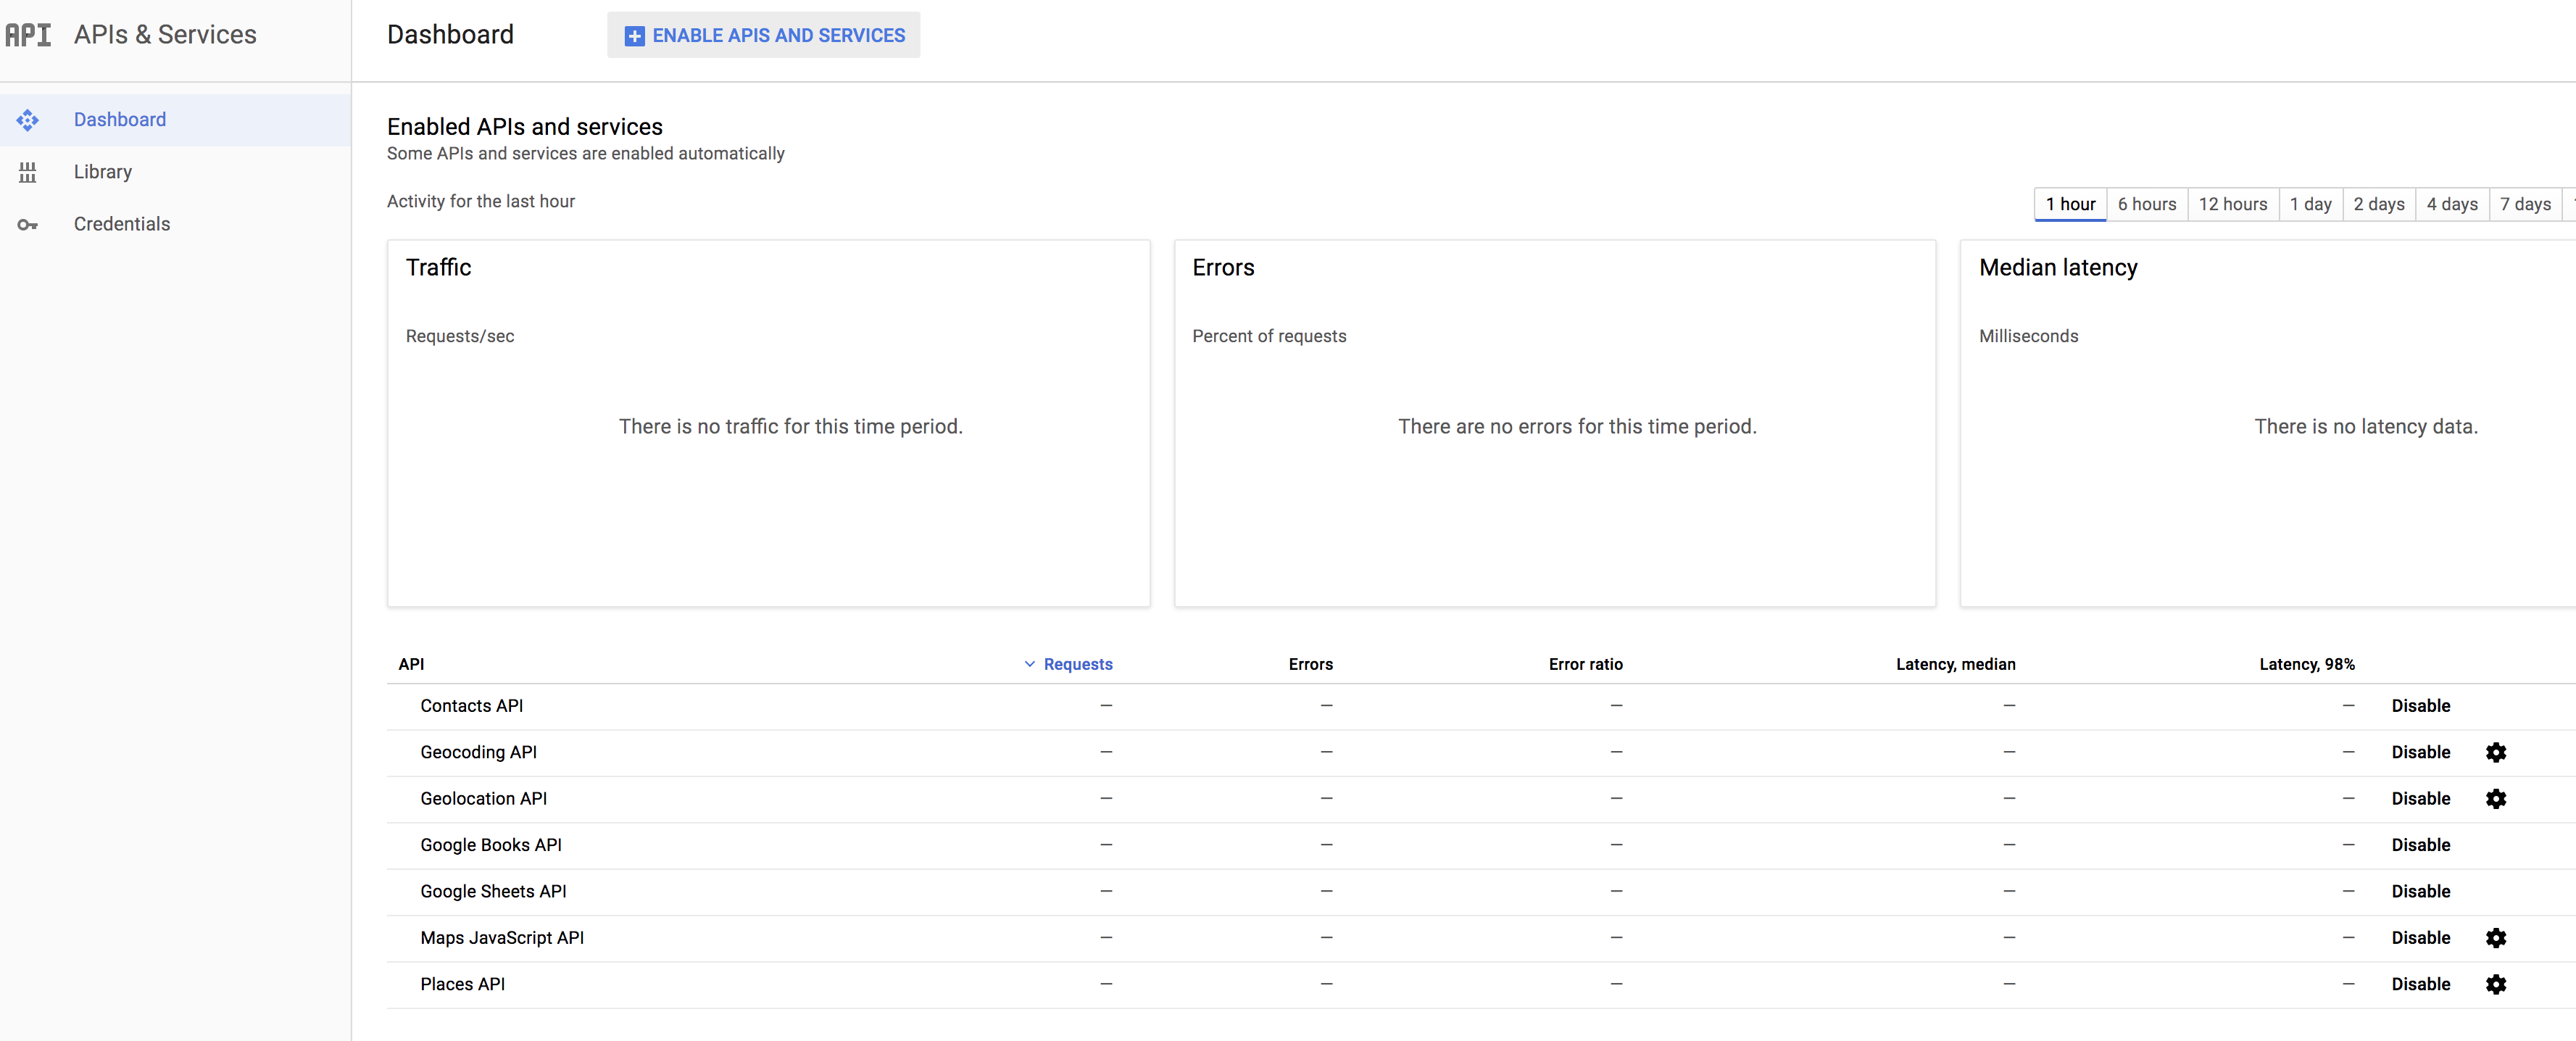 API APIs & Services
Dashboard ENABLE APIS AND SERVICES
Dashboard
Library
Credentials
Enabled APIs and services
Some APIs and services are enabled automatically
Activity for the last hour
1 hour 6 hours 12 hours 1 day 2 days 4 days 7 days
Traffic
Requests/sec
There is no traffic for this time period.
Errors
Percent of requests
There are no errors for this time period.
Median latency
Milliseconds
There is no latency data.
API Requests Errors Error ratio Latency, median Latency, 98%
Contacts API — — — — — Disable
Geocoding API — — — — — Disable
Geolocation API — — — — — Disable
Google Books API — — — — — Disable
Google Sheets API — — — — — Disable
Maps JavaScript API — — — — — Disable
Places API — — — — — Disable